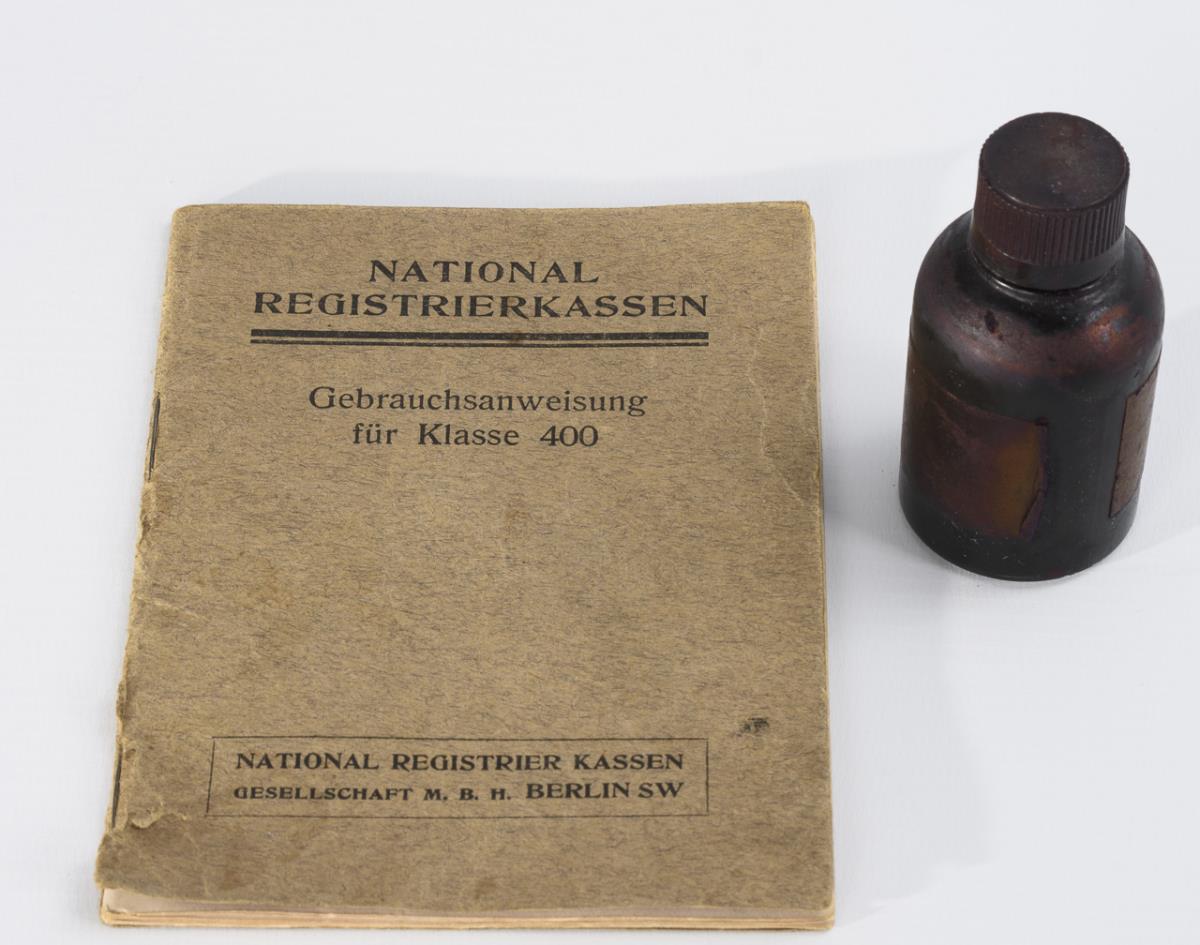 NATIONAL
REGISTRIERKASSEN
Gebrauchsanweisung
für Klasse 400
NATIONAL REGISTRIER KASSEN
GESELLSCHAFT M. B. H. BERLIN SW